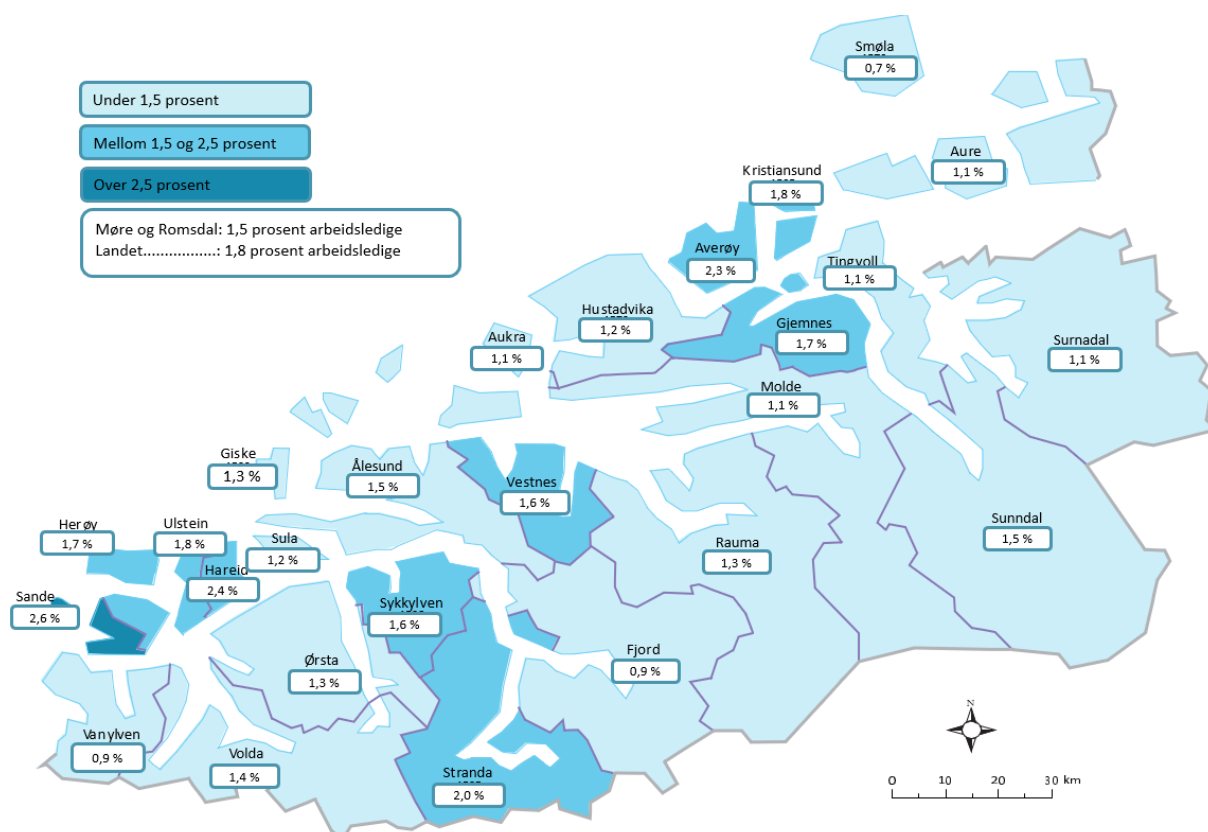 Smøla
0,7 %
Under 1,5 prosent
Mellom 1,5 og 2,5 prosent
Over 2,5 prosent
Møre og Romsdal: 1,5 prosent arbeidsledige
Landet.................: 1,8 prosent arbeidsledige
Aure
1,1 %
Kristiansund
1,8 %
Averøy
2,3 %
Tingvoll
1,1 %
Hustadvika
1,2 %
Gjemnes
1,7 %
Aukra
1,1 %
Surnadal
1,1 %
Molde
1,1 %
Giske
1,3 %
Ålesund
1,5 %
Vestnes
1,6 %
Sunndal
1,5 %
Herøy
1,7 %
Ulstein
1,8 %
Sula
1,2 %
Rauma
1,3 %
Hareid
2,4 %
Sande
2,6 %
Sykkylven
1,6 %
Ørsta
1,3 %
Fjord
0,9 %
Vanylven
0,9 %
Volda
1,4 %
Stranda
2,0 %
N
0 10 20 30 km